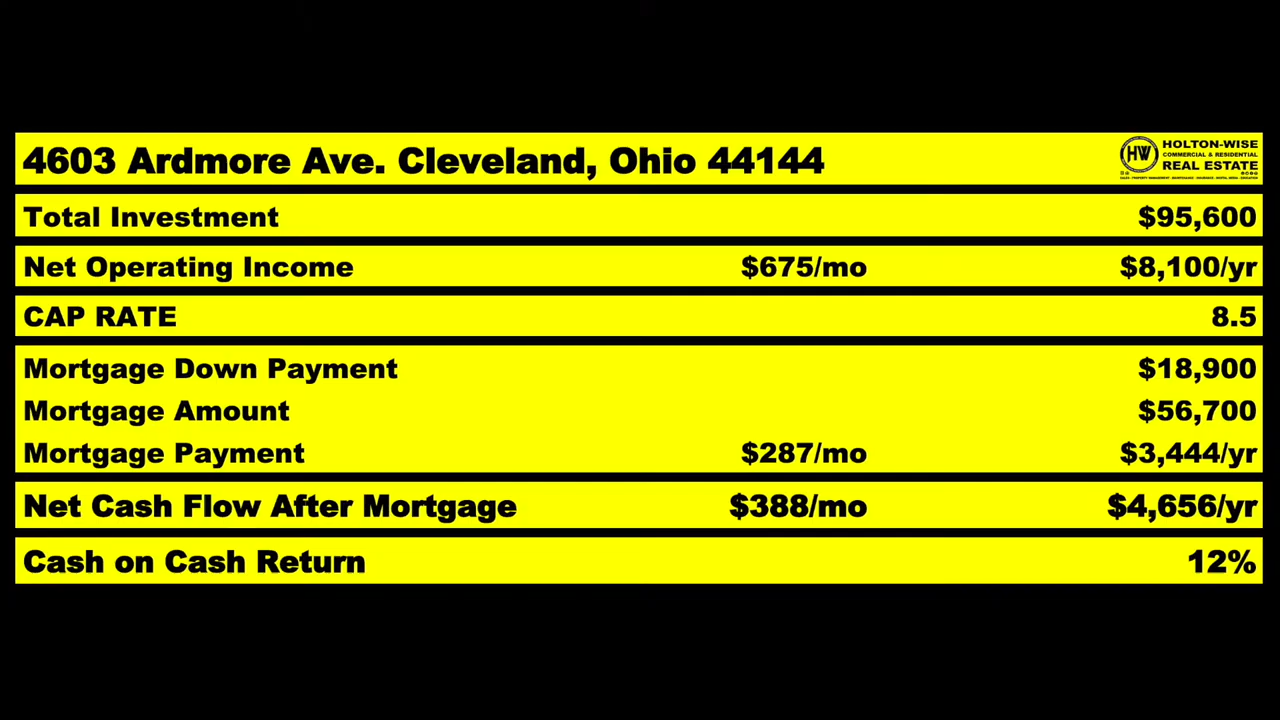 4603 Ardmore Ave. Cleveland, Ohio 44144
HW
HOLTON-WISE
COMMERCIAL & RESIDENTIAL
REAL ESTATE
Total Investment $95,600
Net Operating Income $675/mo $8,100/yr
CAP RATE 8.5
Mortgage Down Payment $18,900
Mortgage Amount $56,700
Mortgage Payment $287/mo $3,444/yr
Net Cash Flow After Mortgage $388/mo $4,656/yr
Cash on Cash Return 12%